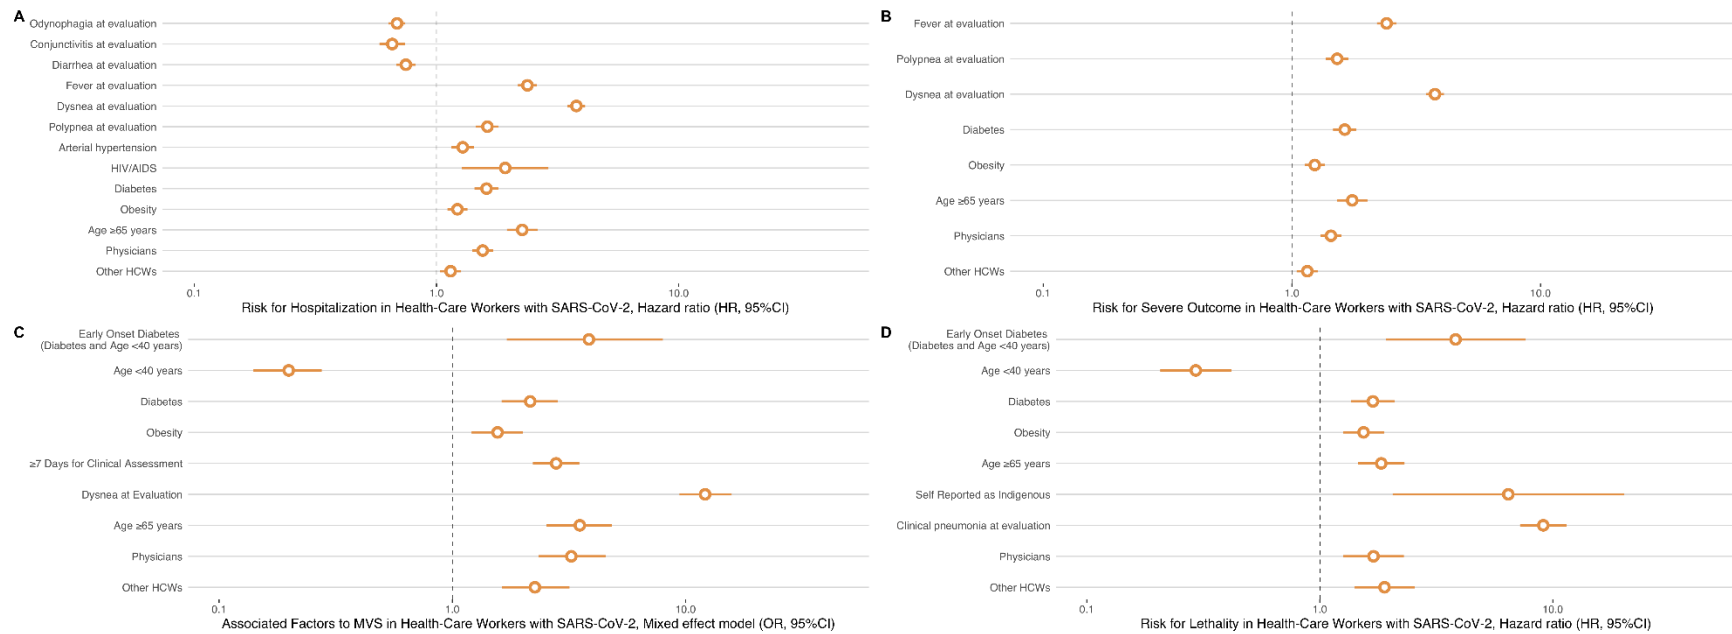 A
Odynophagia at evaluation
Conjunctivitis at evaluation
Diarrhea at evaluation
Fever at evaluation
Dysnea at evaluation
Polypnea at evaluation
Arterial hypertension
HIV/AIDS
Diabetes
Obesity
Age ≥65 years
Physicians
Other HCWs
0.1 1.0 10.0
Risk for Hospitalization in Health-Care Workers with SARS-CoV-2, Hazard ratio (HR, 95%CI)
B
Fever at evaluation
Polypnea at evaluation
Dysnea at evaluation
Diabetes
Obesity
Age ≥65 years
Physicians
Other HCWs
0.1 1.0 10.0
Risk for Severe Outcome in Health-Care Workers with SARS-CoV-2, Hazard ratio (HR, 95%CI)
C
Early Onset Diabetes
(Diabetes and Age <40 years)
Age <40 years
Diabetes
Obesity
≥7 Days for Clinical Assessment
Dysnea at Evaluation
Age ≥65 years
Physicians
Other HCWs
0.1 1.0 10.0
Associated Factors to MVS in Health-Care Workers with SARS-CoV-2, Mixed effect model (OR, 95%CI)
D
Early Onset Diabetes
(Diabetes and Age <40 years)
Age <40 years
Diabetes
Obesity
Age ≥65 years
Self Reported as Indigenous
Clinical pneumonia at evaluation
Physicians
Other HCWs
0.1 1.0 10.0
Risk for Lethality in Health-Care Workers with SARS-CoV-2, Hazard ratio (HR, 95%CI)